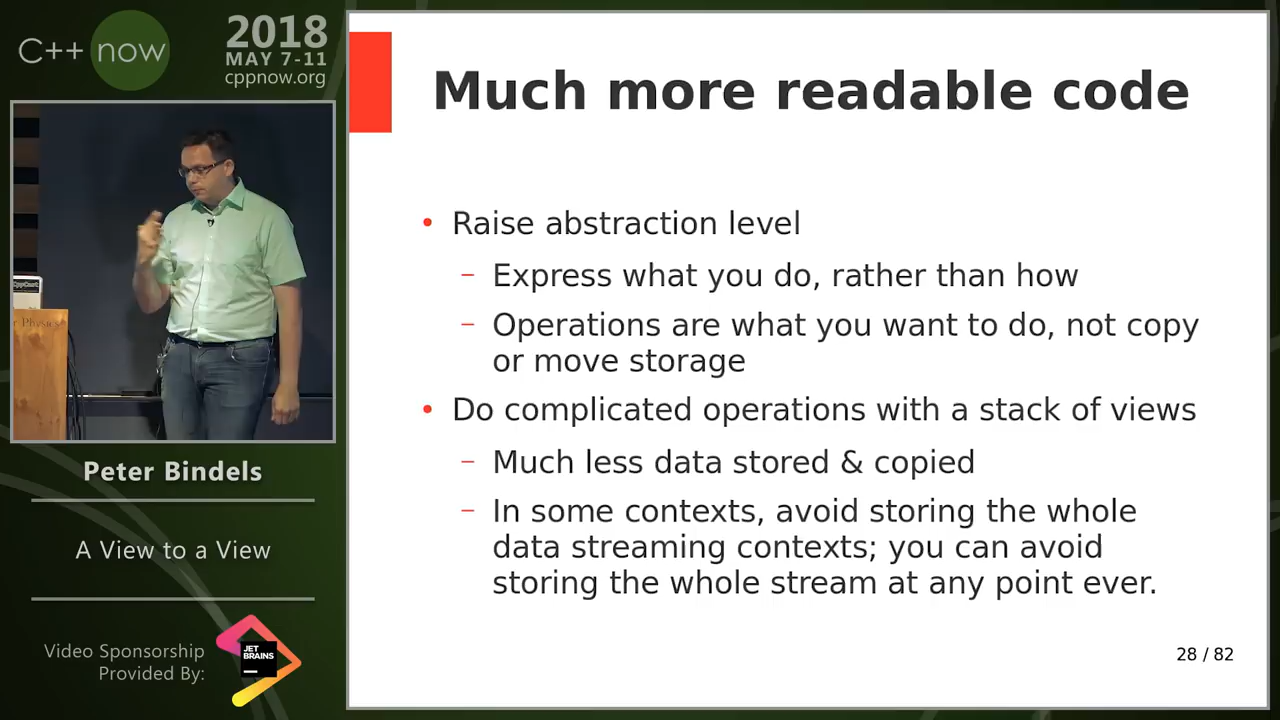 C++ now
2018
MAY 7-11
cppnow.org
CppCast
r Physics
Peter Bindels
A View to a View
Video Sponsorship
Provided By:
JET
BRAINS
Much more readable code
• Raise abstraction level
– Express what you do, rather than how
– Operations are what you want to do, not copy
or move storage
• Do complicated operations with a stack of views
– Much less data stored & copied
– In some contexts, avoid storing the whole
data streaming contexts; you can avoid
storing the whole stream at any point ever.
28 / 82